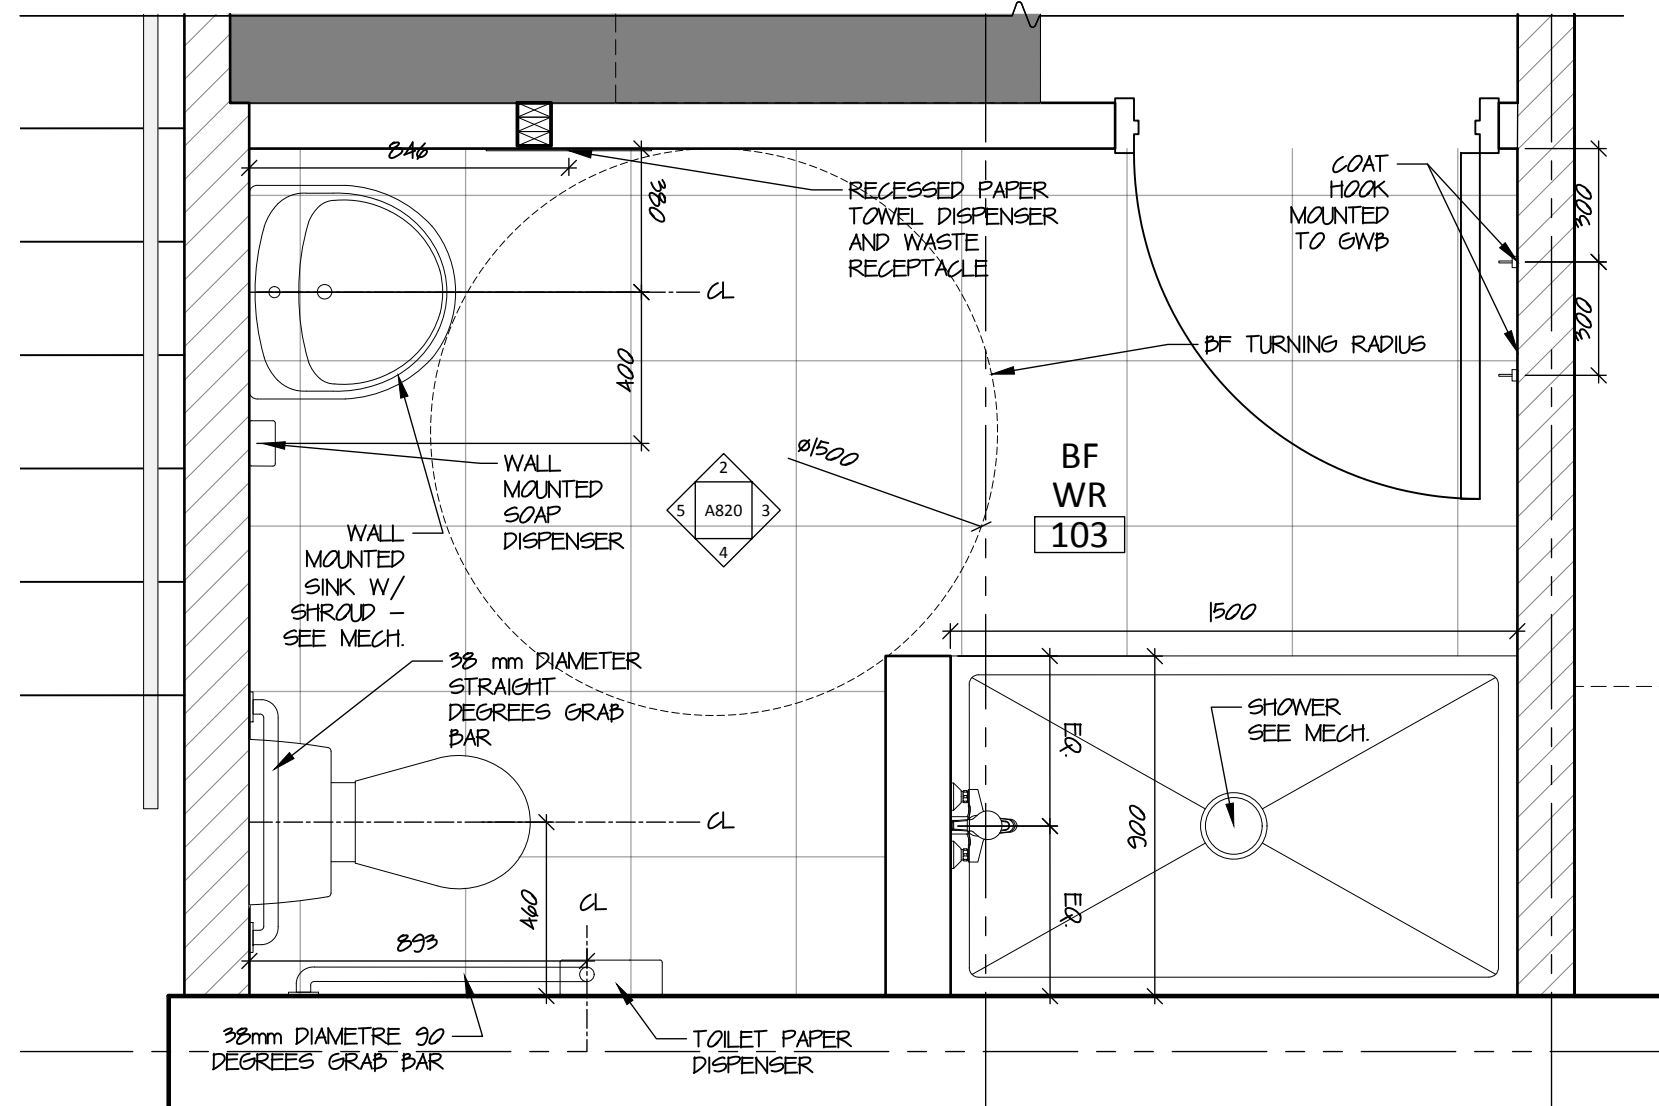 846
380
RECESSED PAPER
TOWEL DISPENSER
AND WASTE
RECEPTACLE
COAT
HOOK
MOUNTED
TO GWB
300
300
CL
BF TURNING RADIUS
400
WALL
MOUNTED
SOAP
DISPENSER
Ø1500
2
5
A820
3
4
BF
WR
103
WALL
MOUNTED
SINK W/
SHROUD -
SEE MECH.
1500
38 mm DIAMETER
STRAIGHT
DEGREES GRAB
BAR
EQ.
SHOWER
SEE MECH.
CL
900
EQ.
460
CL
893
38mm DIAMETRE 90
DEGREES GRAB BAR
TOILET PAPER
DISPENSER